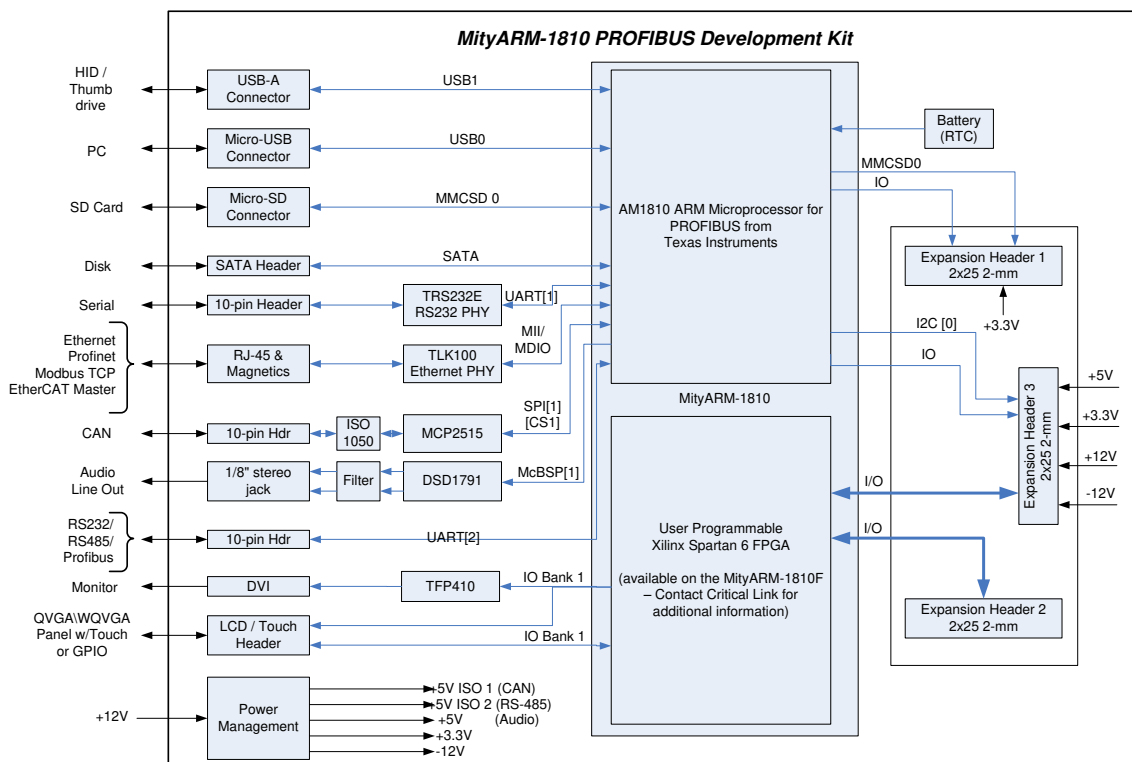 MityARM-1810 PROFIBUS Development Kit
HID /
Thumb
drive
USB-A
Connector
USB1
PC
Micro-USB
Connector
USB0
SD Card
Micro-SD
Connector
MMCSD 0
Disk
SATA Header
SATA
Serial
10-pin Header
TRS232E
RS232 PHY
UART[1]
Ethernet
Profinet
Modbus TCP
EtherCAT Master
RJ-45 &
Magnetics
TLK100
Ethernet PHY
MII/
MDIO
CAN
10-pin Hdr
ISO
1050
MCP2515
SPI[1]
[CS1]
Audio
Line Out
1/8" stereo
jack
Filter
DSD1791
McBSP[1]
RS232/
RS485/
Profibus
10-pin Hdr
UART[2]
Monitor
DVI
TFP410
IO Bank 1
QVGA\WQVGA
Panel w/Touch
or GPIO
LCD / Touch
Header
IO Bank 1
+12V
Power
Management
+5V ISO 1 (CAN)
+5V ISO 2 (RS-485)
+5V (Audio)
+3.3V
-12V
AM1810 ARM Microprocessor for
PROFIBUS from
Texas Instruments
MityARM-1810
User Programmable
Xilinx Spartan 6 FPGA
(available on the MityARM-1810F
– Contact Critical Link for
additional information)
Battery
(RTC)
MMCSD0
IO
Expansion Header 1
2x25 2-mm
+3.3V
I2C [0]
IO
Expansion Header 3
2x25 2-mm
+5V
+3.3V
+12V
-12V
I/O
I/O
Expansion Header 2
2x25 2-mm